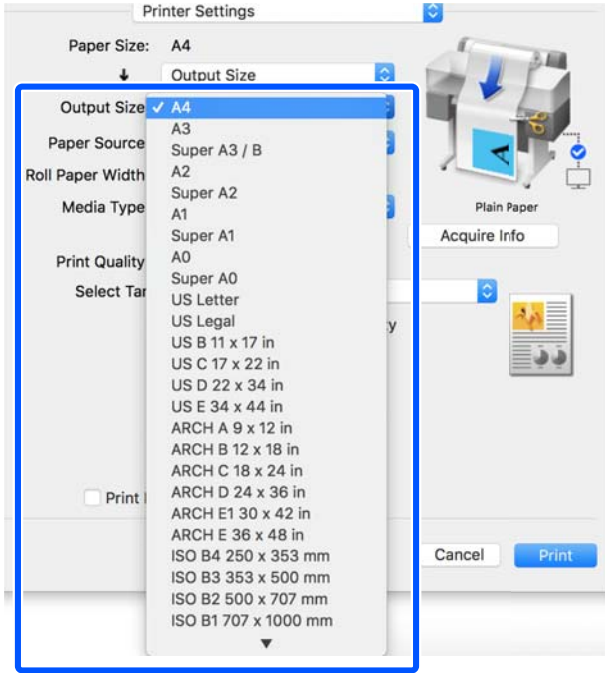 Printer Settings
Paper Size: A4
Output Size
Output Size ✓ A4
A3
Paper Source
Super A3 / B
A2
Roll Paper Width
Super A2
Media Type
A1
Plain Paper
Super A1
Acquire Info
A0
Print Quality
Super A0
Select Tar
US Letter
US Legal
y
US B 11 x 17 in
US C 17 x 22 in
US D 22 x 34 in
US E 34 x 44 in
ARCH A 9 x 12 in
ARCH B 12 x 18 in
ARCH C 18 x 24 in
ARCH D 24 x 36 in
Print
ARCH E1 30 x 42 in
ARCH E 36 x 48 in
ISO B4 250 x 353 mm
Cancel
Print
ISO B3 353 x 500 mm
ISO B2 500 x 707 mm
ISO B1 707 x 1000 mm